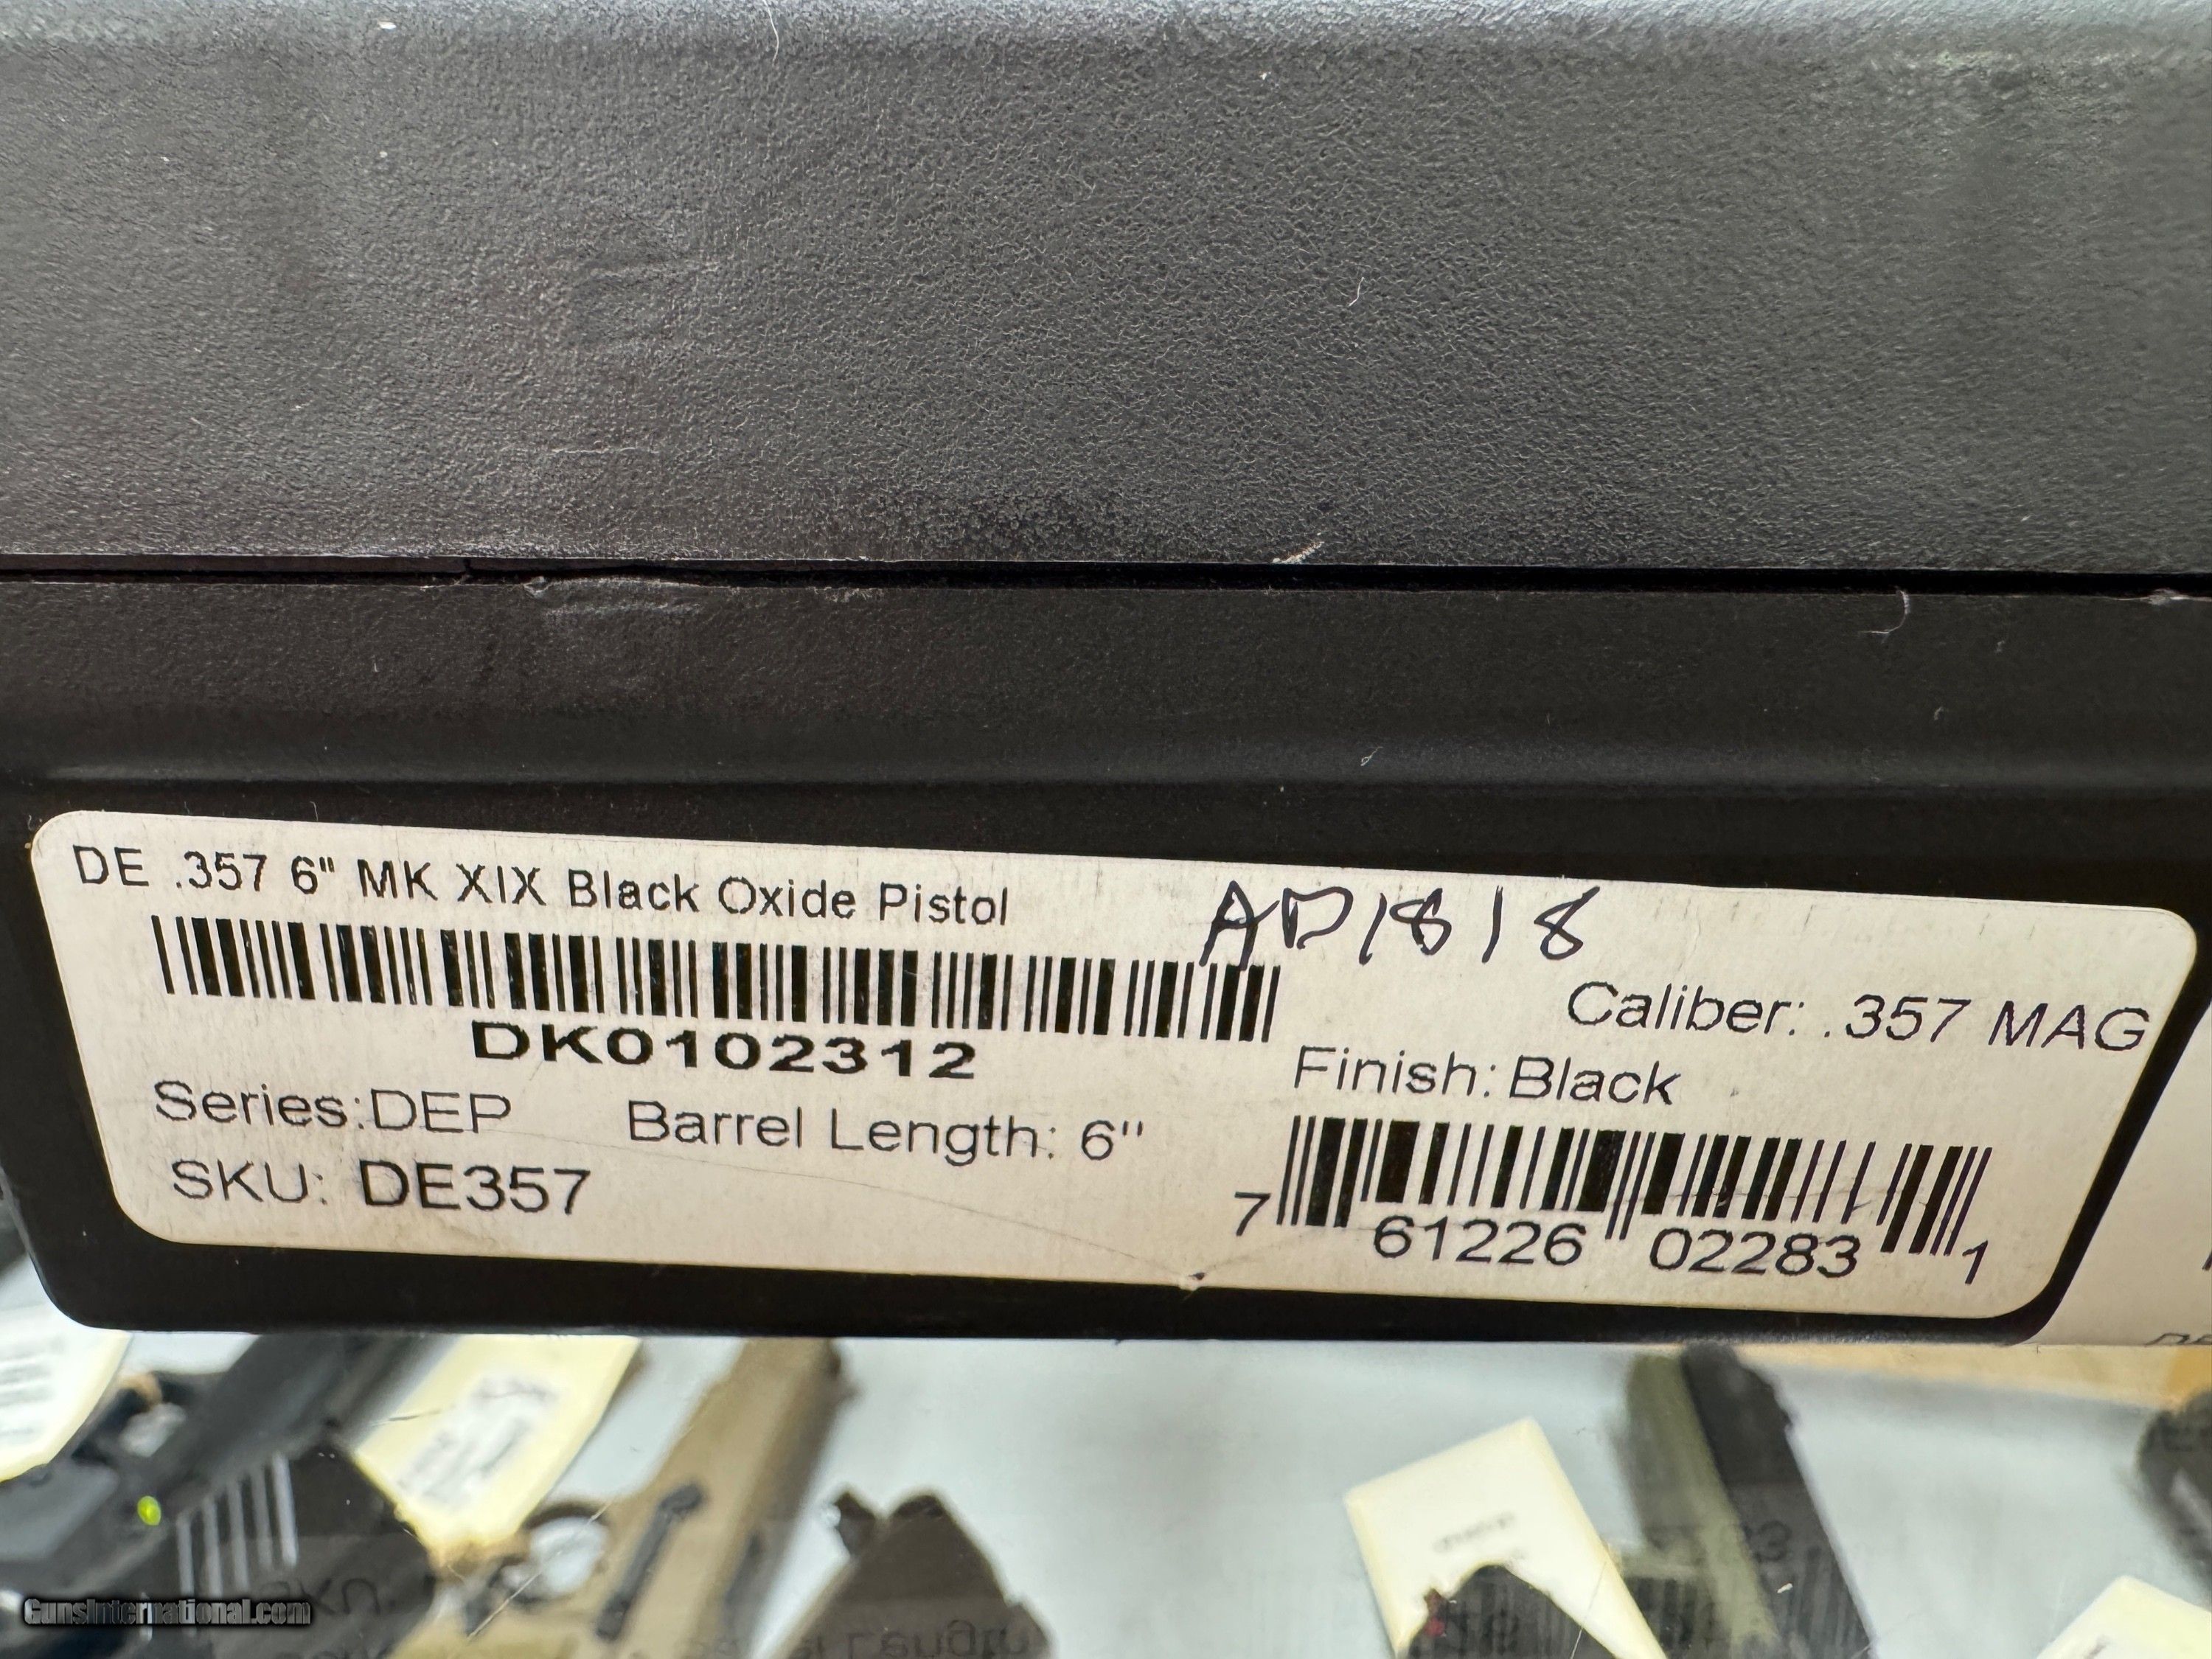 DE .357 6" MK XIX Black Oxide Pistol
AD1818
DK0102312
Caliber: .357 MAG
Finish: Black
Series:DEP Barrel Length: 6"
SKU: DE357
7 61226 02283 1
GunsInternational.com